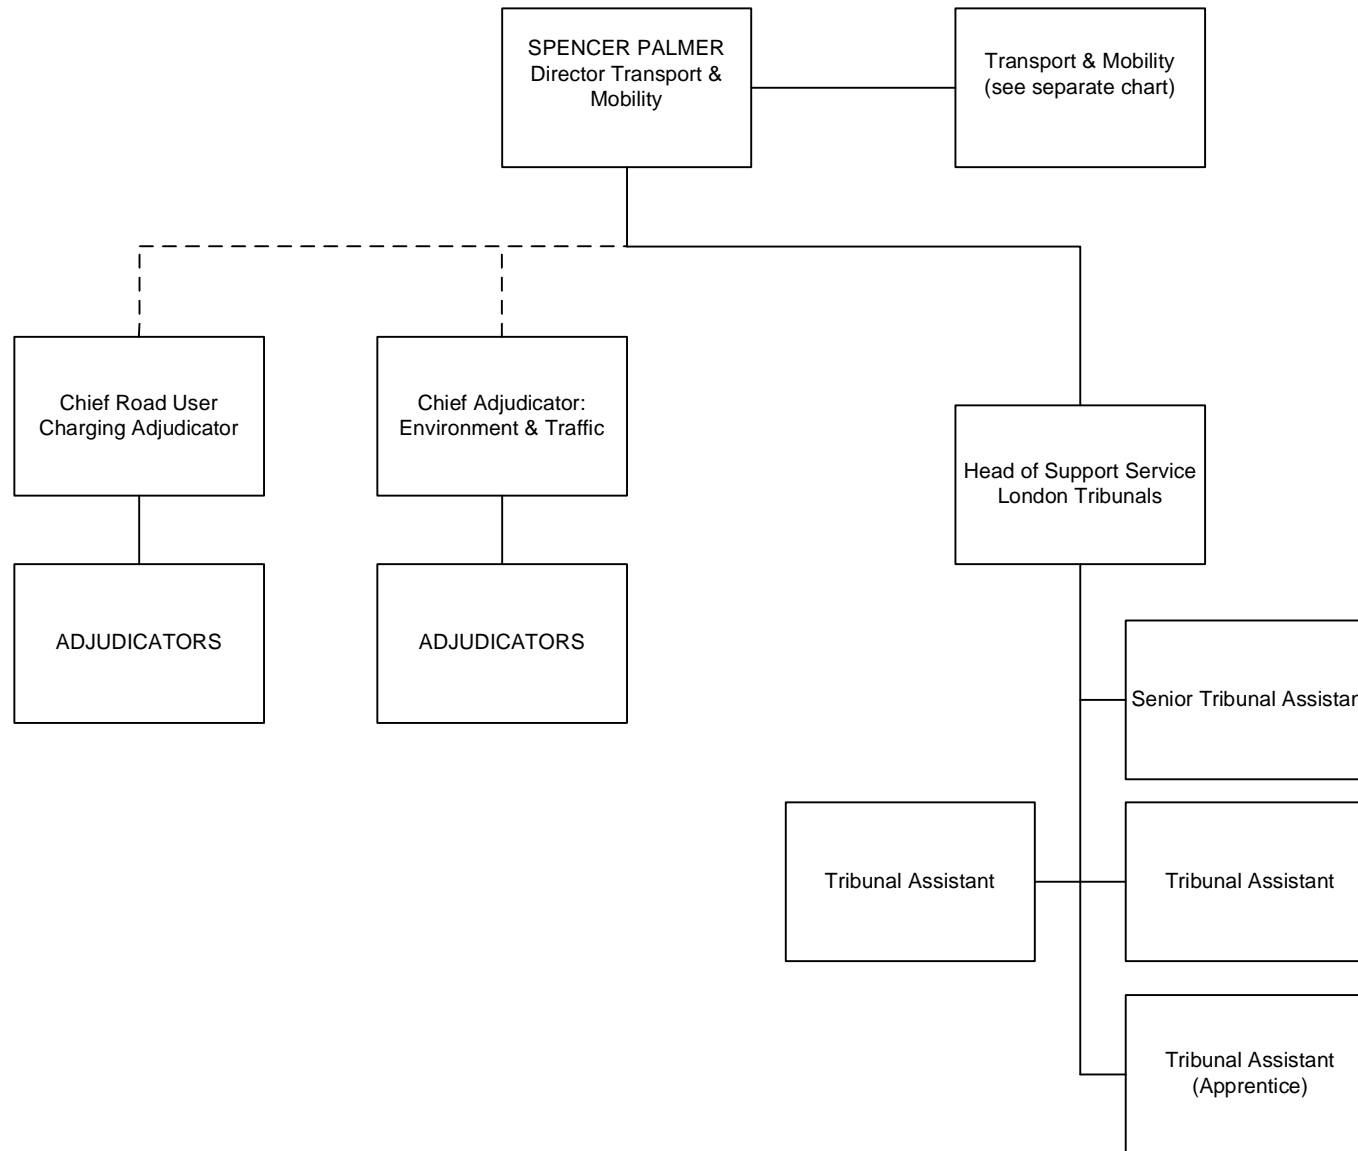 SPENCER PALMER
Director Transport &
Mobility
Transport & Mobility
(see separate chart)
Chief Road User
Charging Adjudicator
Chief Adjudicator:
Environment & Traffic
Head of Support Service
London Tribunals
ADJUDICATORS
ADJUDICATORS
Senior Tribunal
Tribunal Assistant
Tribunal Assistant
Tribunal Assistant
(Apprentice)